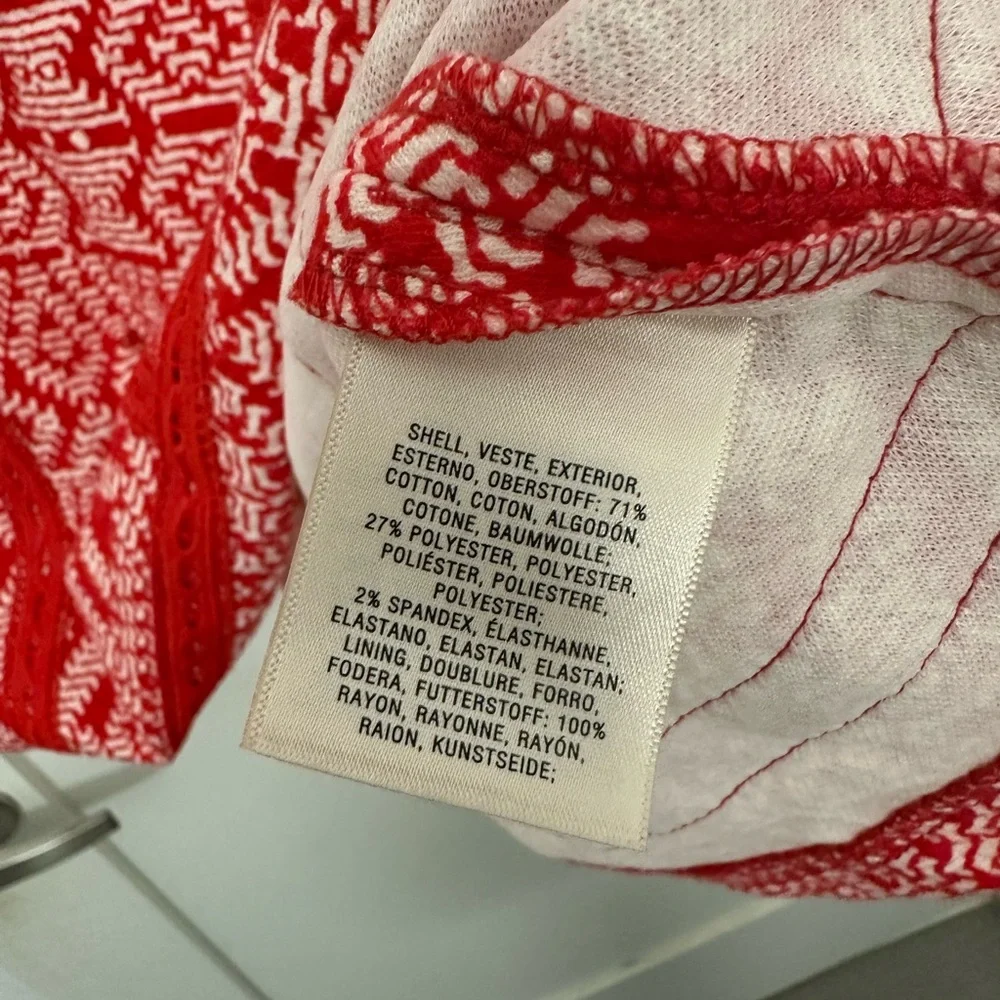 SHELL, VESTE, EXTERIOR,
ESTERNO, OBERSTOFF: 71%
COTTON, COTON, ALGODÓN,
COTONE, BAUMWOLLE;
27% POLYESTER, POLYESTER,
POLIÉSTER, POLIESTERE,
POLYESTER;
2% SPANDEX, ÉLASTHANNE,
ELASTANO, ELASTAN, ELASTAN;
LINING, DOUBLURE, FORRO,
FODERA, FUTTERSTOFF: 100%
RAYON, RAYONNE, RAYÓN,
RAION, KUNSTSEIDE;